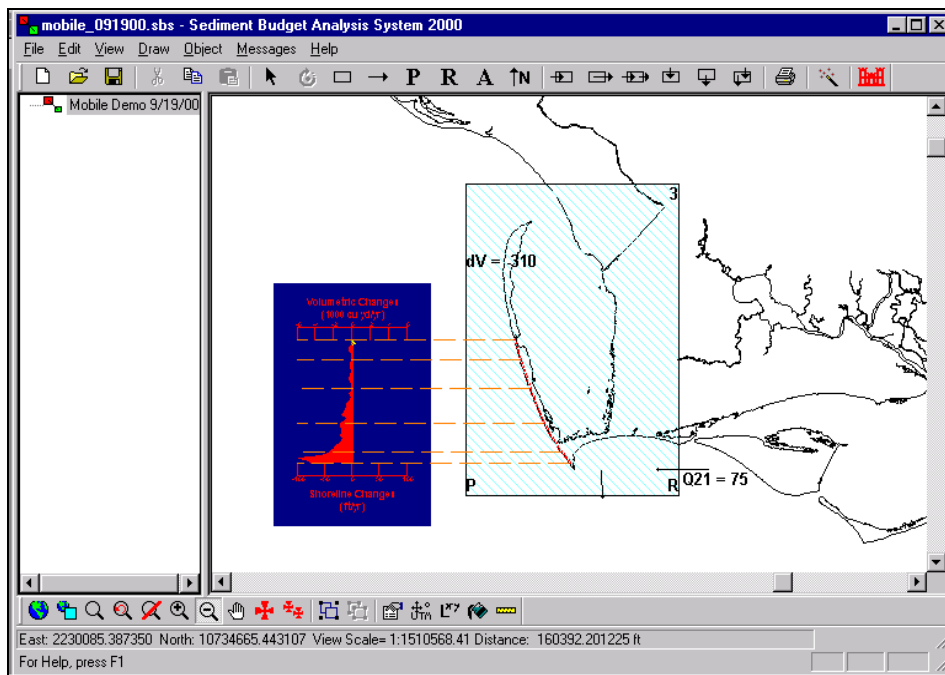 mobile_091900.sbs - Sediment Budget Analysis System 2000
File Edit View Draw Object Messages Help
P R A N
Mobile Demo 9/19/00
3
dV = -310
Volumetric Changer
(1000 cu yd/yr)
P R Q21 = 75
Shoreline Changer
(ft/yr)
East: 2230085.387350 North: 10734665.443107 View Scale= 1:1510568.41 Distance: 160392.201225 ft
For Help, press F1